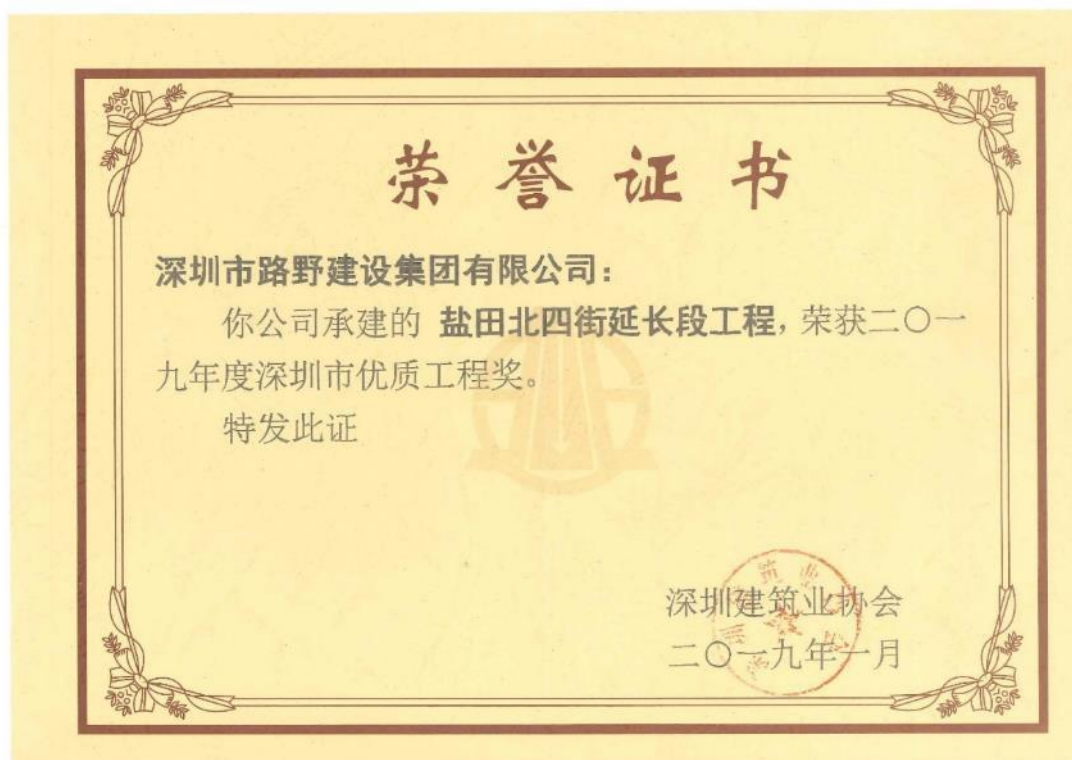 荣誉证书
深圳市路野建设集团有限公司：
你公司承建的 盐田北四街延长段工程，荣获二〇一
九年度深圳市优质工程奖。
特发此证
深圳建筑业协会
二〇一九年一月